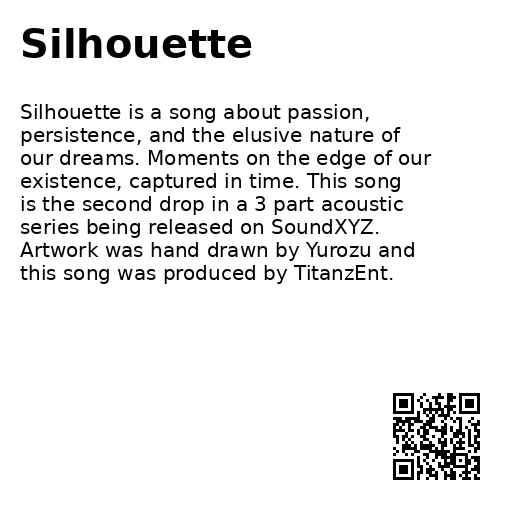 Silhouette
Silhouette is a song about passion,
persistence, and the elusive nature of
our dreams. Moments on the edge of our
existence, captured in time. This song
is the second drop in a 3 part acoustic
series being released on SoundXYZ.
Artwork was hand drawn by Yurozu and
this song was produced by TitanzEnt.